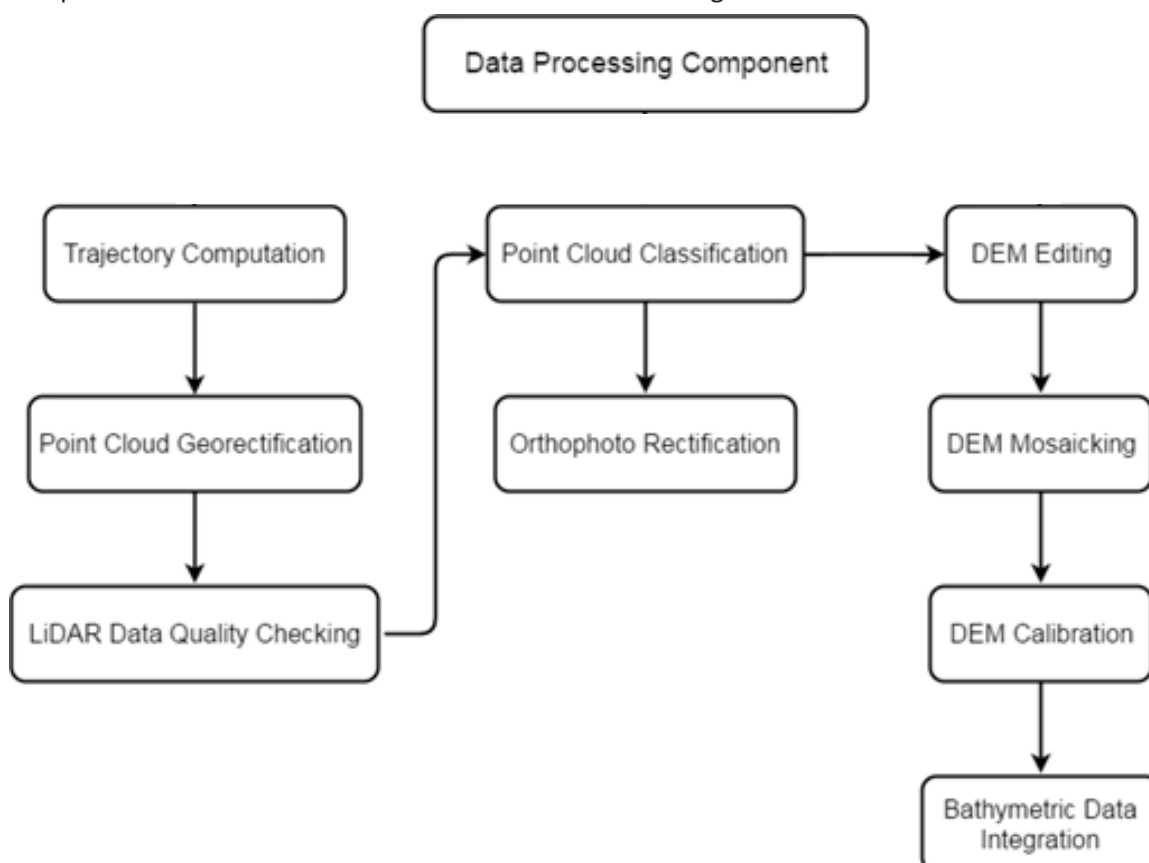 Data Processing Component
Trajectory Computation
Point Cloud Georectification
LiDAR Data Quality Checking
Point Cloud Classification
Orthophoto Rectification
DEM Editing
DEM Mosaicking
DEM Calibration
Bathymetric Data
Integration